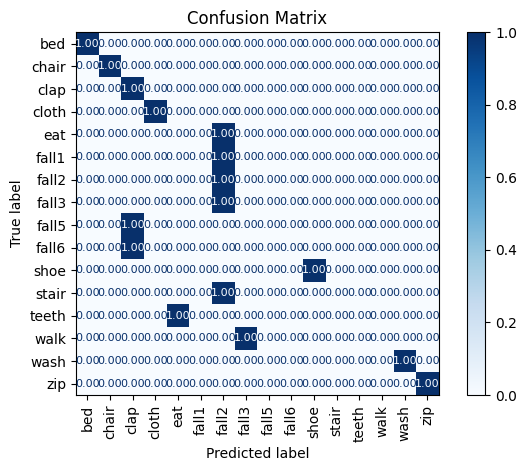 Confusion Matrix
bed 1.00 0.00 0.00 0.00 0.00 0.00 0.00 0.00 0.00 0.00 0.00 0.00 0.00 0.00 0.00 0.00
chair 0.00 1.00 0.00 0.00 0.00 0.00 0.00 0.00 0.00 0.00 0.00 0.00 0.00 0.00 0.00 0.00
clap 0.00 0.00 1.00 0.00 0.00 0.00 0.00 0.00 0.00 0.00 0.00 0.00 0.00 0.00 0.00 0.00
cloth 0.00 0.00 0.00 1.00 0.00 0.00 0.00 0.00 0.00 0.00 0.00 0.00 0.00 0.00 0.00 0.00
eat 0.00 0.00 0.00 0.00 0.00 0.00 1.00 0.00 0.00 0.00 0.00 0.00 0.00 0.00 0.00 0.00
fall1 0.00 0.00 0.00 0.00 0.00 0.00 1.00 0.00 0.00 0.00 0.00 0.00 0.00 0.00 0.00 0.00
fall2 0.00 0.00 0.00 0.00 0.00 0.00 1.00 0.00 0.00 0.00 0.00 0.00 0.00 0.00 0.00 0.00
fall3 0.00 0.00 0.00 0.00 0.00 0.00 1.00 0.00 0.00 0.00 0.00 0.00 0.00 0.00 0.00 0.00
fall5 0.00 0.00 1.00 0.00 0.00 0.00 0.00 0.00 0.00 0.00 0.00 0.00 0.00 0.00 0.00 0.00
fall6 0.00 0.00 1.00 0.00 0.00 0.00 0.00 0.00 0.00 0.00 0.00 0.00 0.00 0.00 0.00 0.00
shoe 0.00 0.00 0.00 0.00 0.00 0.00 0.00 0.00 0.00 0.00 1.00 0.00 0.00 0.00 0.00 0.00
stair 0.00 0.00 0.00 0.00 0.00 0.00 1.00 0.00 0.00 0.00 0.00 0.00 0.00 0.00 0.00 0.00
teeth 0.00 0.00 0.00 0.00 1.00 0.00 0.00 0.00 0.00 0.00 0.00 0.00 0.00 0.00 0.00 0.00
walk 0.00 0.00 0.00 0.00 0.00 0.00 0.00 1.00 0.00 0.00 0.00 0.00 0.00 0.00 0.00 0.00
wash 0.00 0.00 0.00 0.00 0.00 0.00 0.00 0.00 0.00 0.00 0.00 0.00 0.00 0.00 1.00 0.00
zip 0.00 0.00 0.00 0.00 0.00 0.00 0.00 0.00 0.00 0.00 0.00 0.00 0.00 0.00 0.00 1.00
True label
bed chair clap cloth eat fall1 fall2 fall3 fall5 fall6 shoe stair teeth walk wash zip
Predicted label
1.0
0.8
0.6
0.4
0.2
0.0